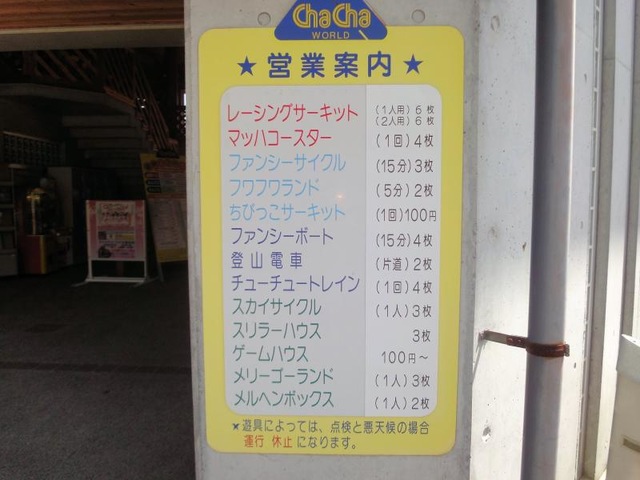 ChaCha
WORLD
★ 営業案内 ★
レーシングサーキット (1人用) 6枚
(2人用) 6枚
マッハコースター (1回) 4枚
ファンシーサイクル (15分) 3枚
フワフワランド (5分) 2枚
ちびっこサーキット (1回) 100円
ファンシーボート (15分) 4枚
登山電車 (片道) 2枚
チューチュートレイン (1回) 4枚
スカイサイクル (1人) 3枚
スリラーハウス 3枚
ゲームハウス 100円～
メリーゴーランド (1人) 3枚
メルヘンボックス (1人) 2枚
★遊具によっては、点検と悪天候の場合
運行 休止になります。